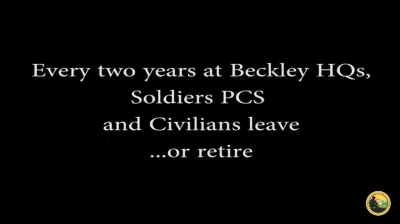 Every two years at Beckley HQs,
Soldiers PCS
and Civilians leave
...or retire